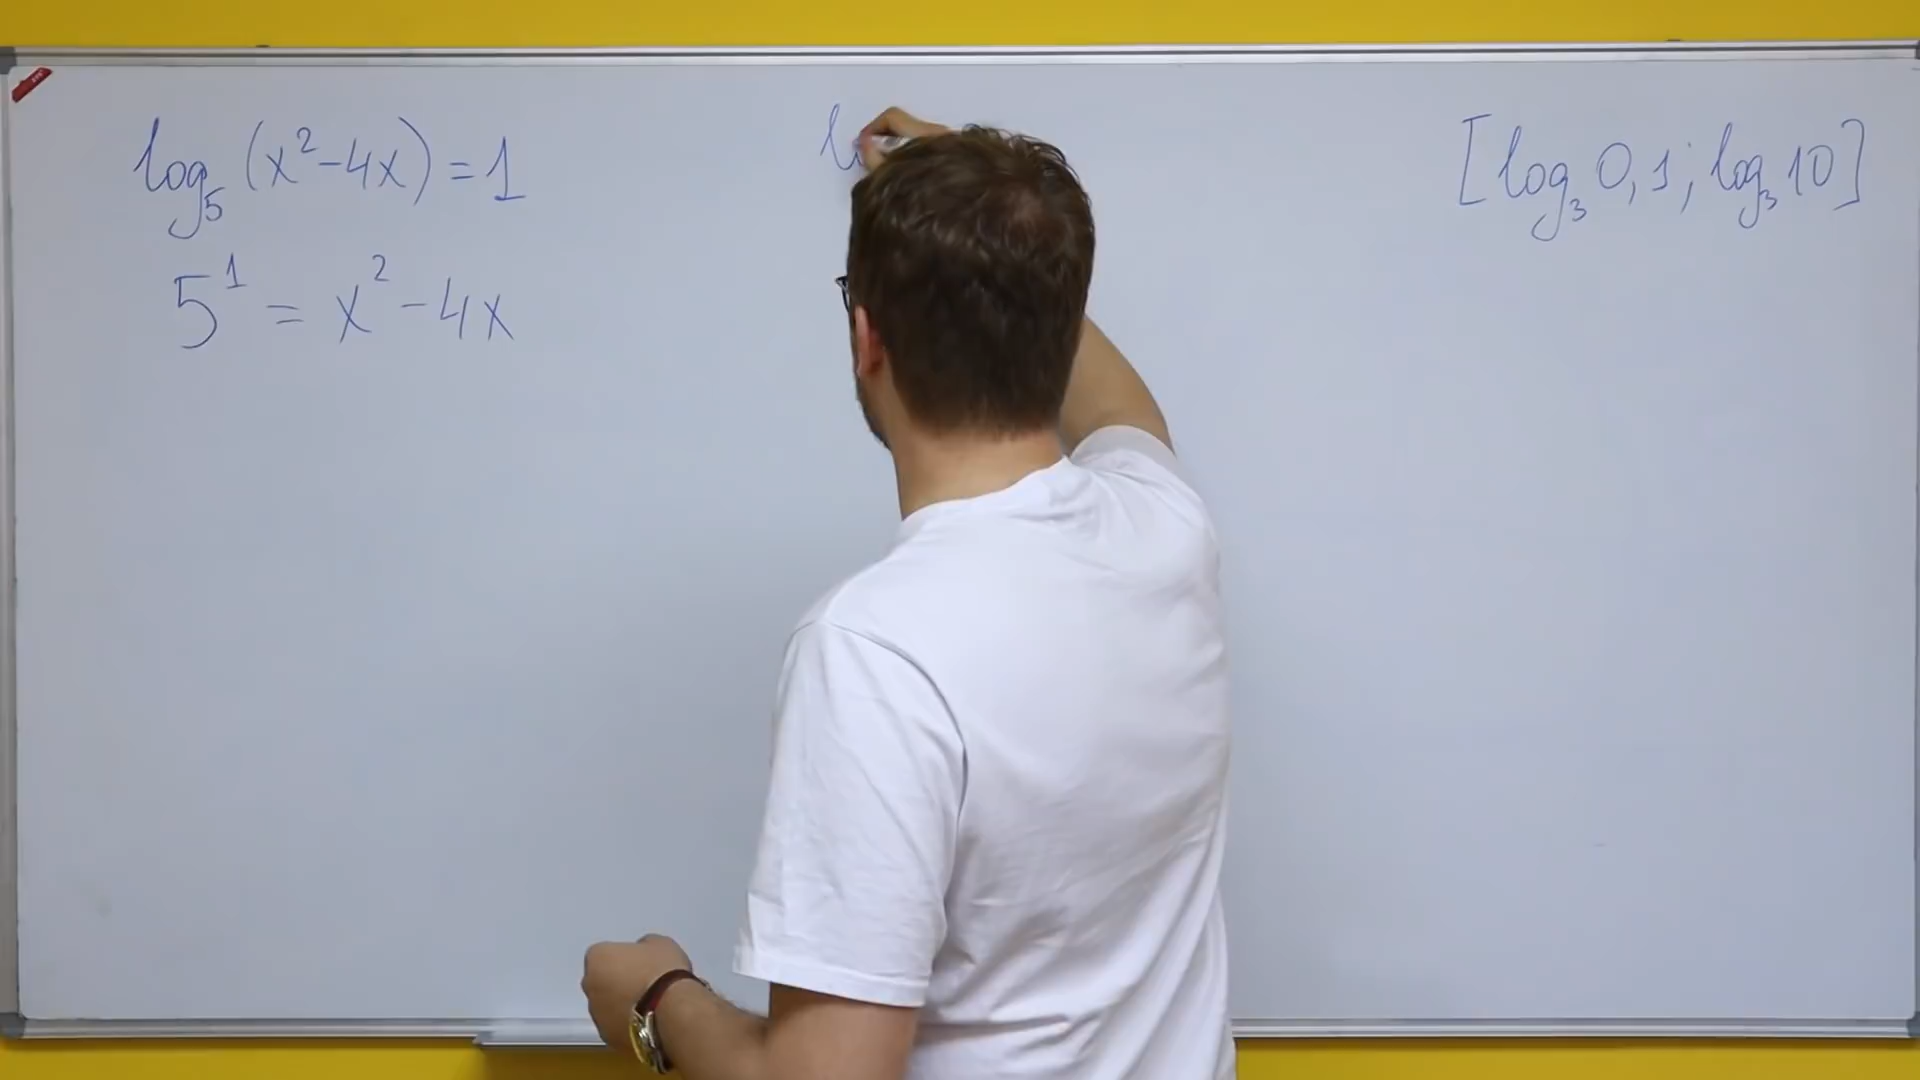 log₅ (x²-4x) = 1
5¹ = x² - 4x
[log₃ 0,1; log₃ 10]